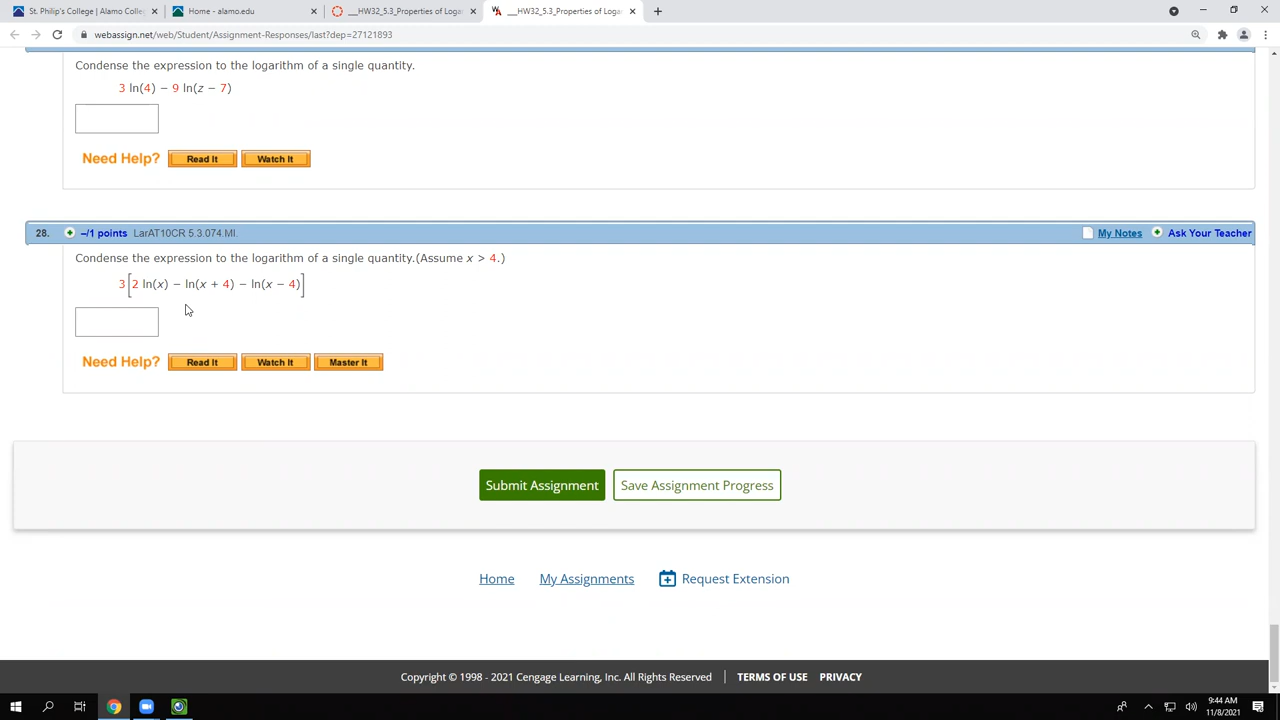 St. Philip's College | Alamo Colle
Home - alamo.edu
__HW32_5.3_Properties of Logar
__HW32_5.3_Properties of Logar
webassign.net/web/Student/Assignment-Responses/last?dep=27121893
Condense the expression to the logarithm of a single quantity.
3 ln(4) − 9 ln(z − 7)
Need Help? Read It Watch It
28. –/1 points LarAT10CR 5.3.074.MI. My Notes Ask Your Teacher
Condense the expression to the logarithm of a single quantity.(Assume x > 4.)
3[2 ln(x) − ln(x + 4) − ln(x − 4)]
Need Help? Read It Watch It Master It
Submit Assignment Save Assignment Progress
Home My Assignments Request Extension
Copyright © 1998 - 2021 Cengage Learning, Inc. All Rights Reserved | TERMS OF USE PRIVACY
9:44 AM
11/8/2021